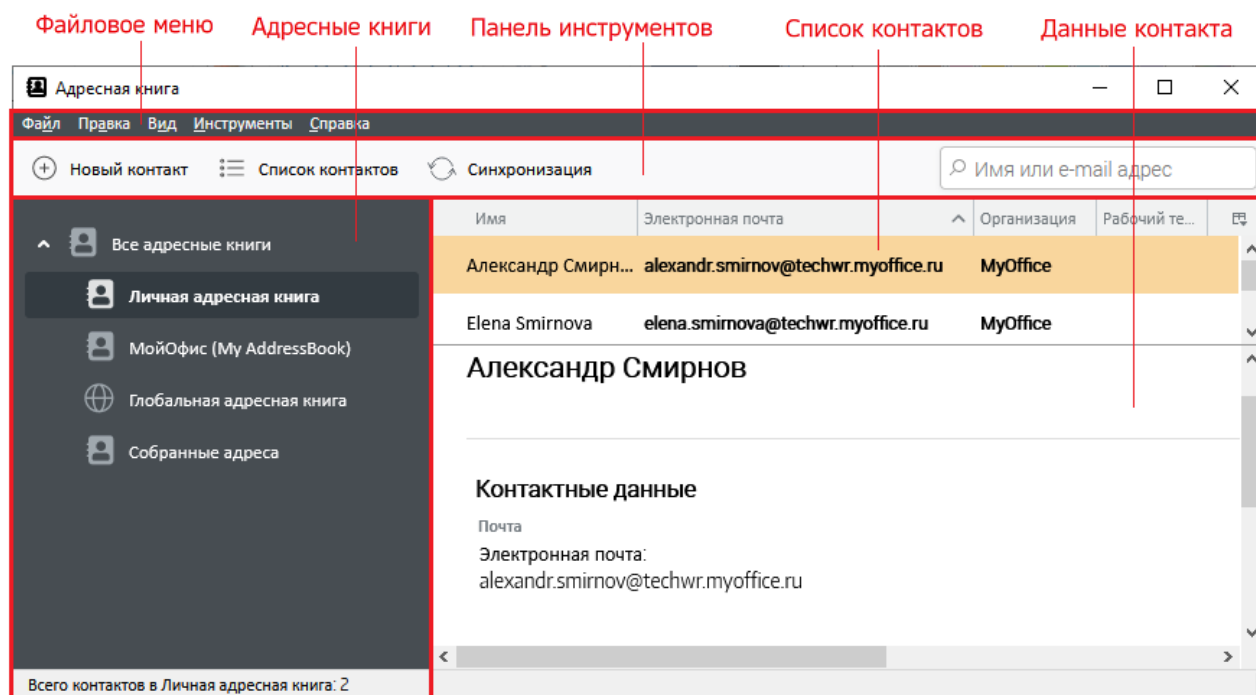 Файловое меню Адресные книги Панель инструментов Список контактов Данные контакта
Адресная книга
Файл Правка Вид Инструменты Справка
Новый контакт Список контактов Синхронизация Имя или e-mail адрес
Имя Электронная почта Организация Рабочий те...
Все адресные книги
Личная адресная книга
МойОфис (My AddressBook)
Глобальная адресная книга
Собранные адреса
Александр Смирн... alexandr.smirnov@techwr.myoffice.ru MyOffice
Elena Smirnova elena.smirnova@techwr.myoffice.ru MyOffice
Александр Смирнов
Контактные данные
Почта
Электронная почта:
alexandr.smirnov@techwr.myoffice.ru
Всего контактов в Личная адресная книга: 2